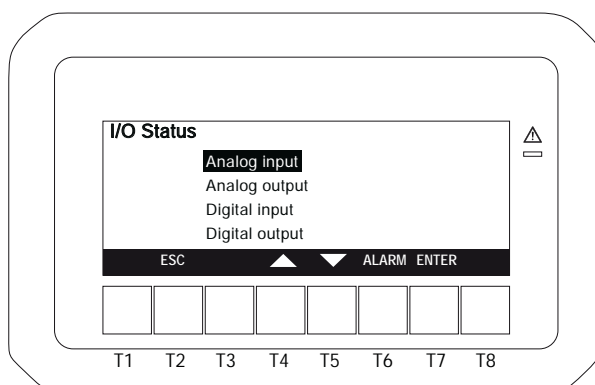 I/O Status
Analog input
Analog output
Digital input
Digital output
ESC ALARM ENTER
T1 T2 T3 T4 T5 T6 T7 T8